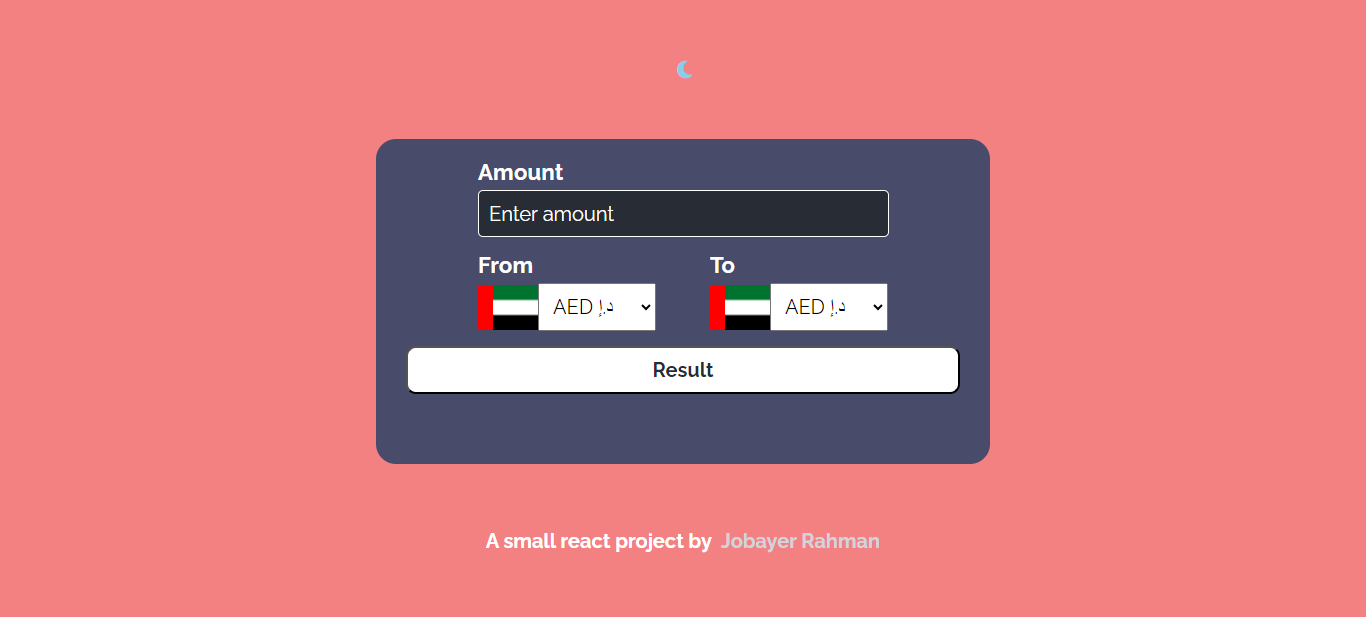 Amount
Enter amount
From To
AED د.إ AED د.إ
Result
A small react project by Jobayer Rahman